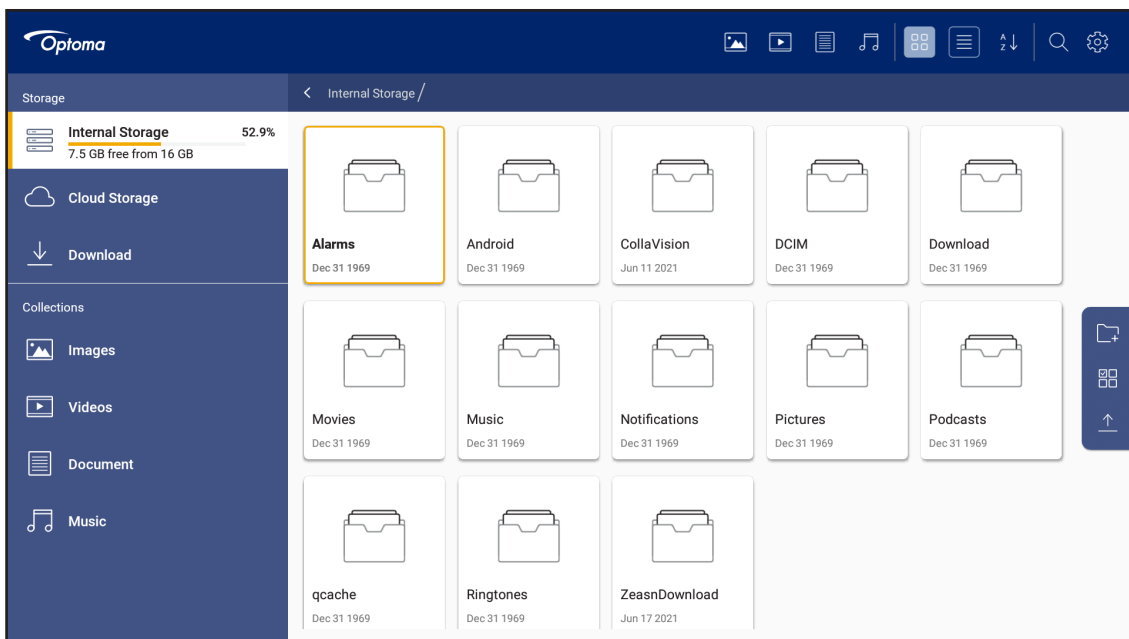 Optoma
A
Z
Storage
Internal Storage /
Internal Storage 52.9%
7.5 GB free from 16 GB
Cloud Storage
Download
Collections
Images
Videos
Document
Music
Alarms
Dec 31 1969
Android
Dec 31 1969
CollaVision
Jun 11 2021
DCIM
Dec 31 1969
Download
Dec 31 1969
Movies
Dec 31 1969
Music
Dec 31 1969
Notifications
Dec 31 1969
Pictures
Dec 31 1969
Podcasts
Dec 31 1969
qcache
Dec 31 1969
Ringtones
Dec 31 1969
ZeasnDownload
Jun 17 2021